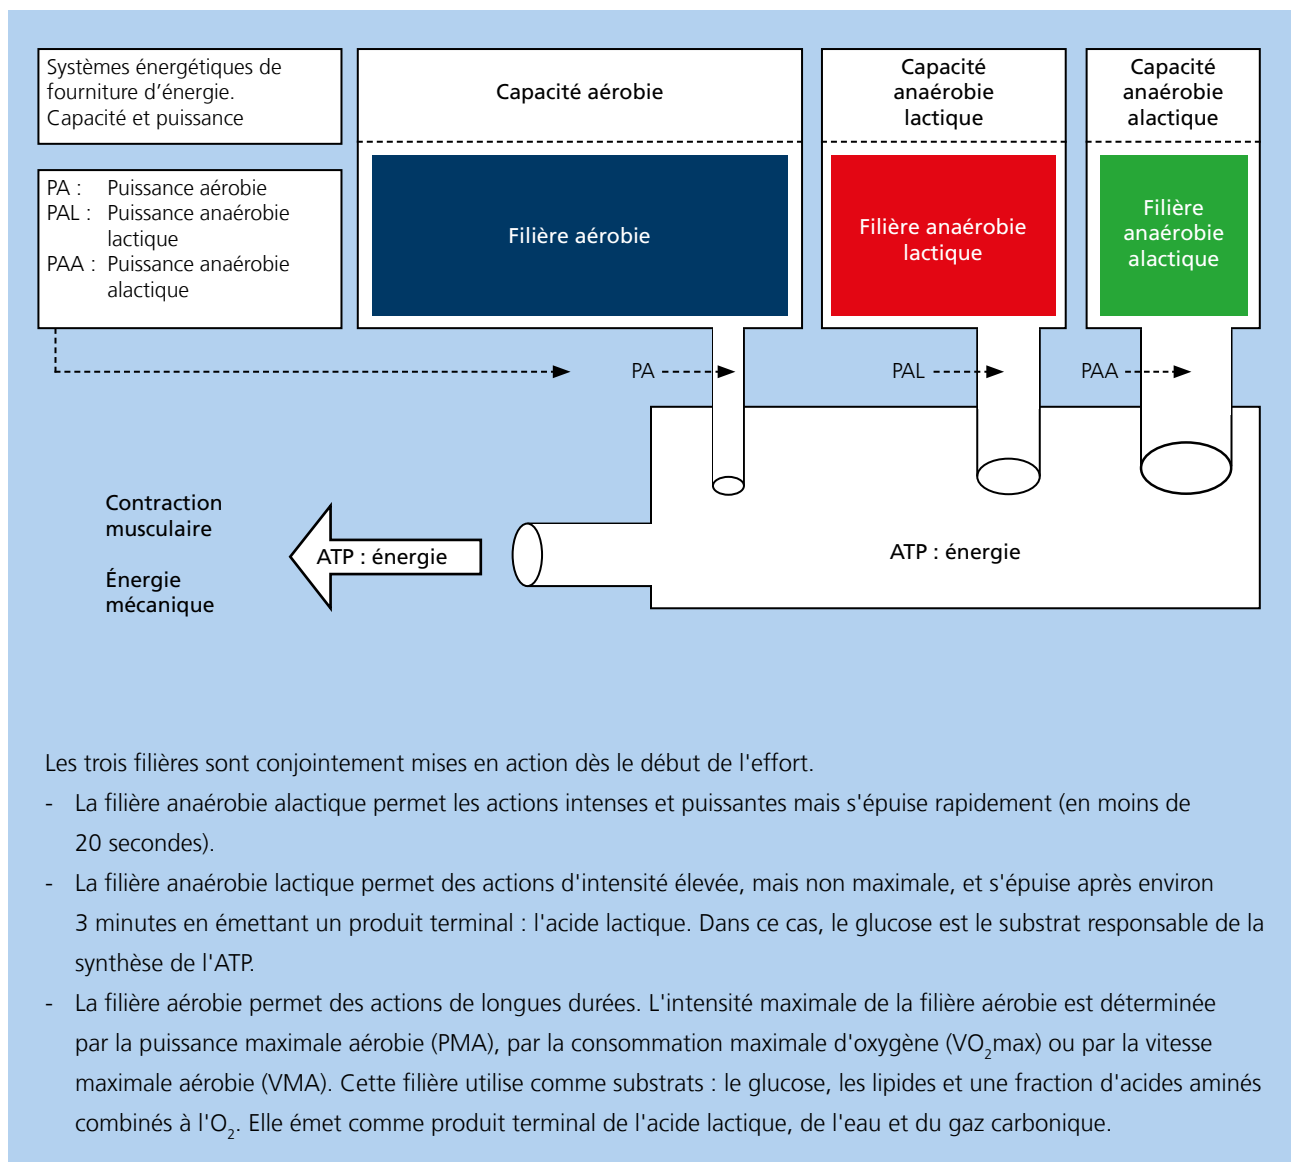 Systèmes énergétiques de
fourniture d’énergie.
Capacité et puissance
PA : Puissance aérobie
PAL : Puissance anaérobie
lactique
PAA : Puissance anaérobie
alactique
Capacité aérobie
Filière aérobie
Capacité
anaérobie
lactique
Filière anaérobie
lactique
Capacité
anaérobie
alactique
Filière
anaérobie
alactique
PA
PAL
PAA
Contraction
musculaire
Énergie
mécanique
ATP : énergie
ATP : énergie
Les trois filières sont conjointement mises en action dès le début de l'effort.
- La filière anaérobie alactique permet les actions intenses et puissantes mais s'épuise rapidement (en moins de
20 secondes).
- La filière anaérobie lactique permet des actions d'intensité élevée, mais non maximale, et s'épuise après environ
3 minutes en émettant un produit terminal : l'acide lactique. Dans ce cas, le glucose est le substrat responsable de la
synthèse de l'ATP.
- La filière aérobie permet des actions de longues durées. L'intensité maximale de la filière aérobie est déterminée
par la puissance maximale aérobie (PMA), par la consommation maximale d'oxygène (VO₂max) ou par la vitesse
maximale aérobie (VMA). Cette filière utilise comme substrats : le glucose, les lipides et une fraction d'acides aminés
combinés à l'O₂. Elle émet comme produit terminal de l'acide lactique, de l'eau et du gaz carbonique.